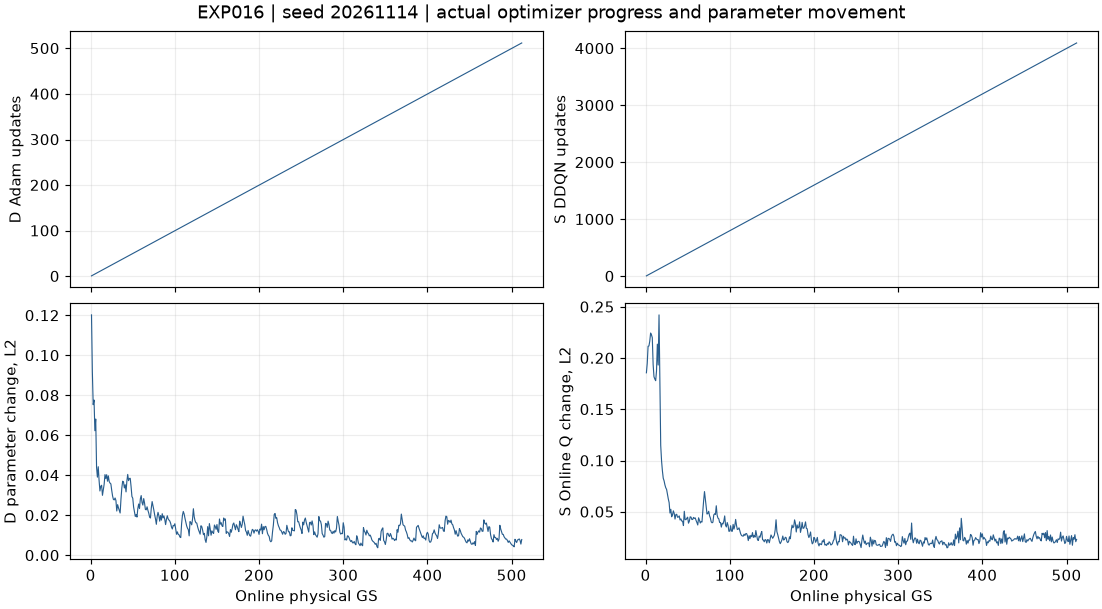 EXP016 | seed 20261114 | actual optimizer progress and parameter movement
D Adam updates
500
400
300
200
100
0
S DDQN updates
4000
3000
2000
1000
0
D parameter change, L2
0.12
0.10
0.08
0.06
0.04
0.02
0.00
0 100 200 300 400 500
Online physical GS
S Online Q change, L2
0.25
0.20
0.15
0.10
0.05
0 100 200 300 400 500
Online physical GS